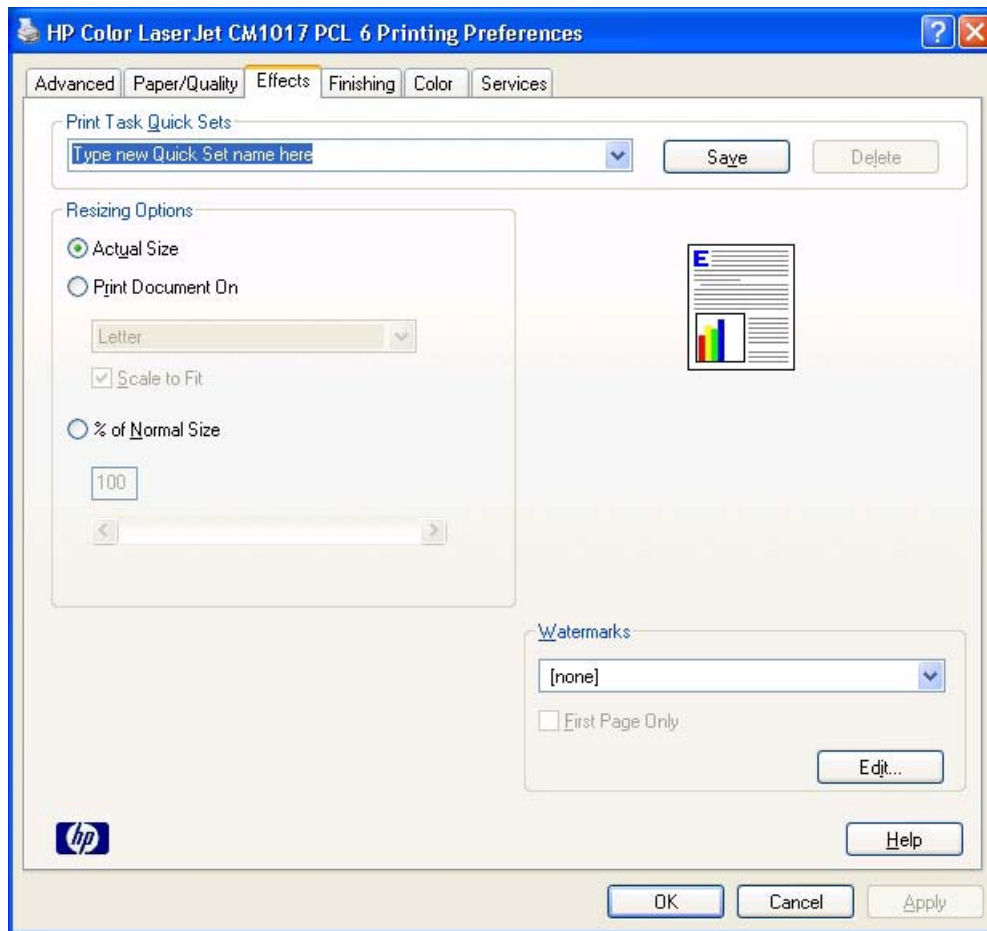 HP Color LaserJet CM1017 PCL 6 Printing Preferences
Advanced Paper/Quality Effects Finishing Color Services
Print Task Quick Sets
Type new Quick Set name here Save Delete
Resizing Options
Actual Size
Print Document On
Letter
Scale to Fit
% of Normal Size
100
E
Watermarks
[none]
First Page Only
Edit...
hp
Help
OK Cancel Apply